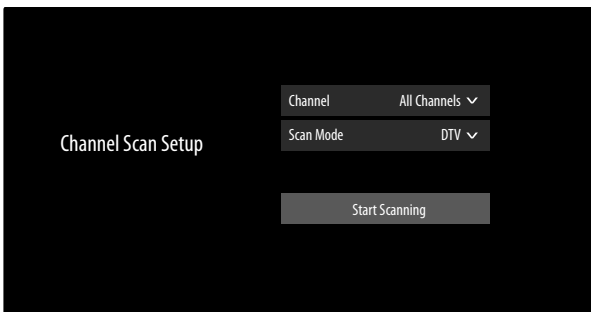 Channel Scan Setup
Channel All Channels
Scan Mode DTV
Start Scanning